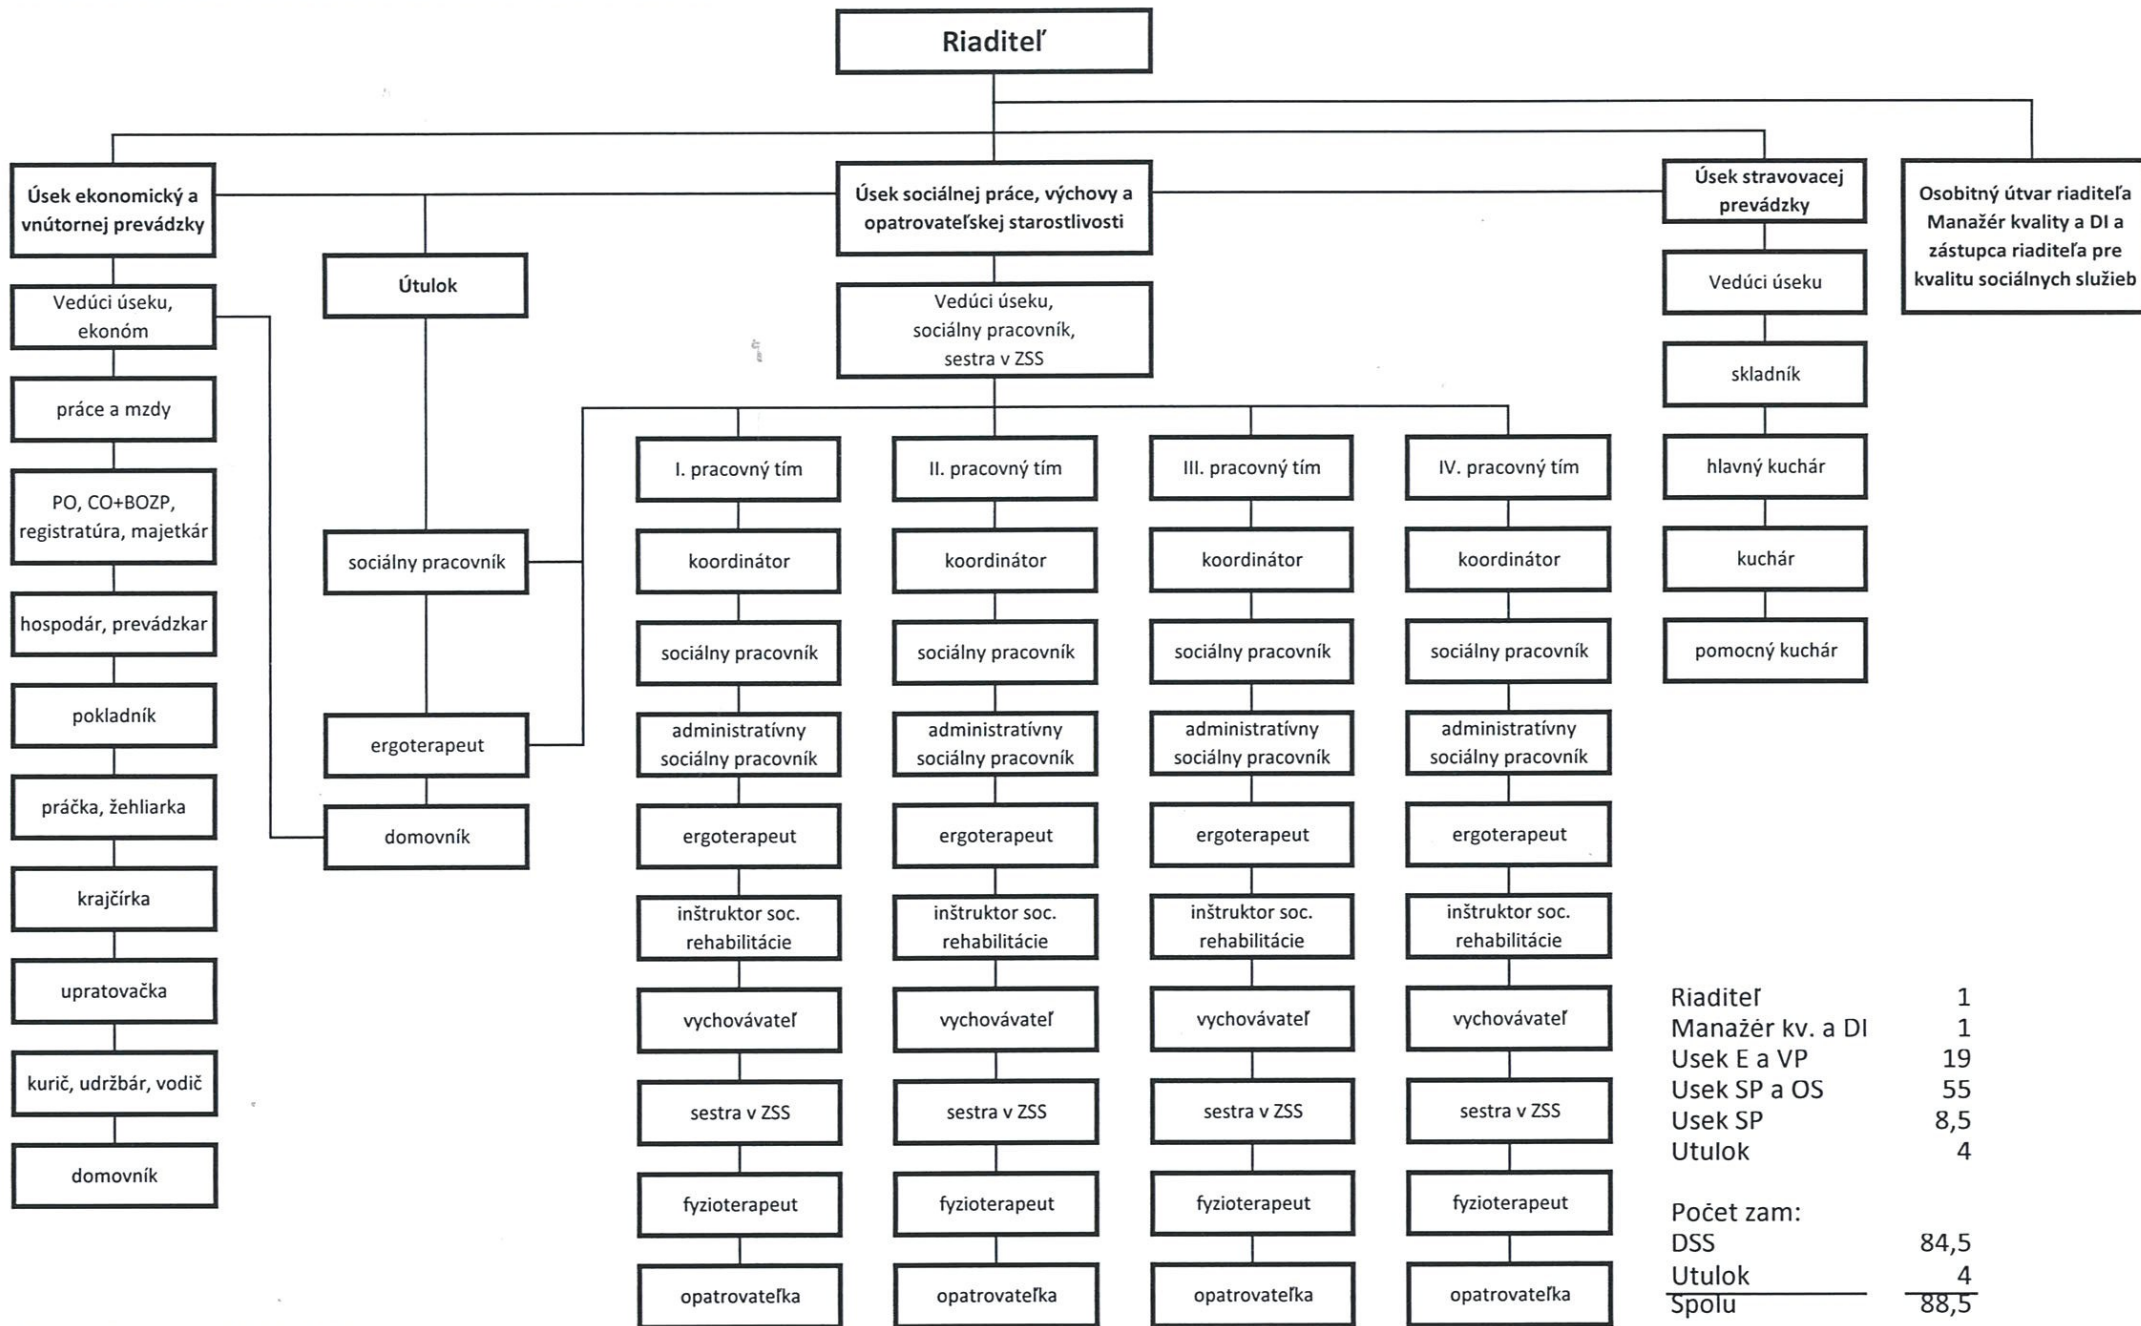 Riaditeľ
Úsek ekonomický a
vnútornej prevádzky
Úsek sociálnej práce, výchovy a
opatrovateľskej starostlivosti
Úsek stravovacej
prevádzky
Osobitný útvar riaditeľa
Manažér kvality a DI a
zástupca riaditeľa pre
kvalitu sociálnych služieb
Vedúci úseku,
ekonóm
práce a mzdy
PO, CO+BOZP,
registratúra, majetkár
hospodár, prevádzkar
pokladník
práčka, žehliarka
krajčírka
upratovačka
kurič, udržbár, vodič
domovník
Útulok
sociálny pracovník
ergoterapeut
domovník
Vedúci úseku,
sociálny pracovník,
sestra v ZSS
I. pracovný tím
koordinátor
sociálny pracovník
administratívny
sociálny pracovník
ergoterapeut
inštruktor soc.
rehabilitácie
vychovávateľ
sestra v ZSS
fyzioterapeut
opatrovateľka
II. pracovný tím
koordinátor
sociálny pracovník
administratívny
sociálny pracovník
ergoterapeut
inštruktor soc.
rehabilitácie
vychovávateľ
sestra v ZSS
fyzioterapeut
opatrovateľka
III. pracovný tím
koordinátor
sociálny pracovník
administratívny
sociálny pracovník
ergoterapeut
inštruktor soc.
rehabilitácie
vychovávateľ
sestra v ZSS
fyzioterapeut
opatrovateľka
IV. pracovný tím
koordinátor
sociálny pracovník
administratívny
sociálny pracovník
ergoterapeut
inštruktor soc.
rehabilitácie
vychovávateľ
sestra v ZSS
fyzioterapeut
opatrovateľka
Vedúci úseku
skladník
hlavný kuchár
kuchár
pomocný kuchár
Riaditeľ 1
Manažér kv. a DI 1
Usek E a VP 19
Usek SP a OS 55
Usek SP 8,5
Utulok 4
Počet zam:
DSS 84,5
Utulok 4
Spolu 88,5